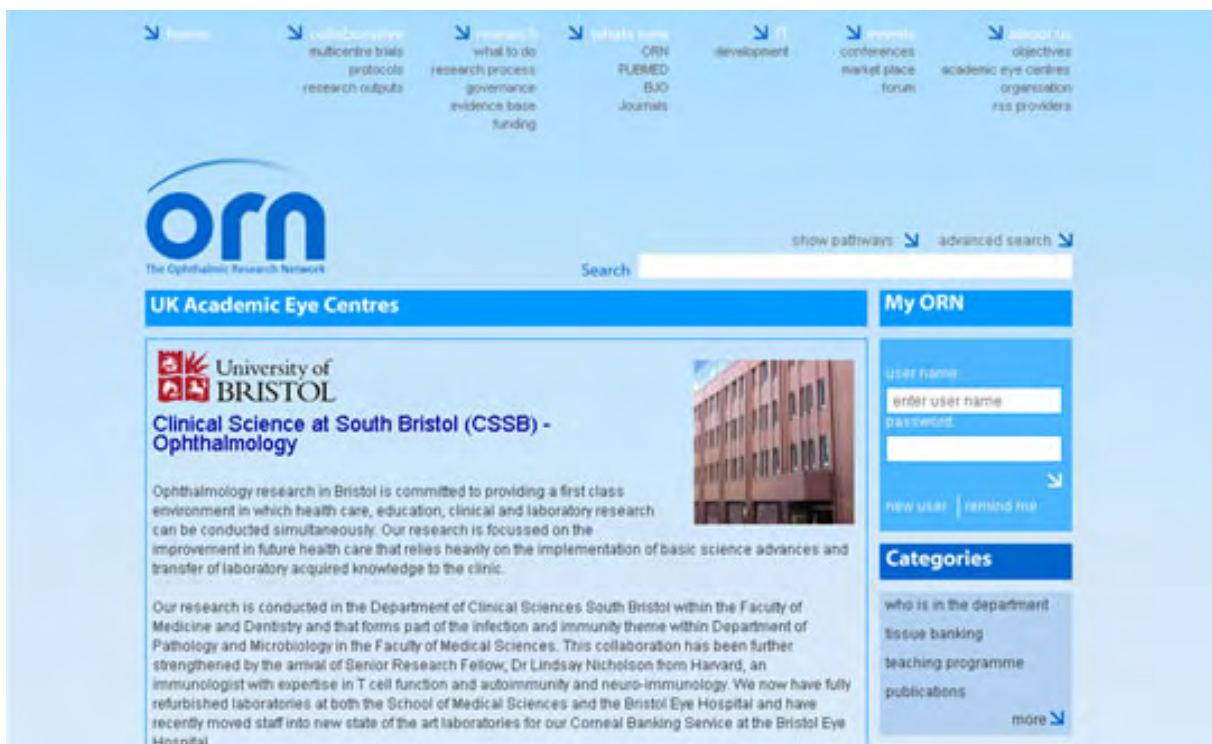 home
collaborative
multicentre trials
protocols
research outputs
research
what to do
research process
governance
evidence base
funding
whats new
ORN
PUBMED
BJO
Journals
IT
development
events
conferences
market place
forum
about us
objectives
academic eye centres
organisation
rss providers
orn
The Ophthalmic Research Network
show pathways
advanced search
Search
UK Academic Eye Centres
University of
BRISTOL
Clinical Science at South Bristol (CSSB) -
Ophthalmology
Ophthalmology research in Bristol is committed to providing a first class
environment in which health care, education, clinical and laboratory research
can be conducted simultaneously. Our research is focussed on the
improvement in future health care that relies heavily on the implementation of basic science advances and
transfer of laboratory acquired knowledge to the clinic.
Our research is conducted in the Department of Clinical Sciences South Bristol within the Faculty of
Medicine and Dentistry and that forms part of the infection and immunity theme within Department of
Pathology and Microbiology in the Faculty of Medical Sciences. This collaboration has been further
strengthened by the arrival of Senior Research Fellow, Dr Lindsay Nicholson from Harvard, an
immunologist with expertise in T cell function and autoimmunity and neuro-immunology. We now have fully
refurbished laboratories at both the School of Medical Sciences and the Bristol Eye Hospital and have
recently moved staff into new state of the art laboratories for our Corneal Banking Service at the Bristol Eye
Hospital
My ORN
user name
enter user name
password
new user | remind me
Categories
who is in the department
tissue banking
teaching programme
publications
more